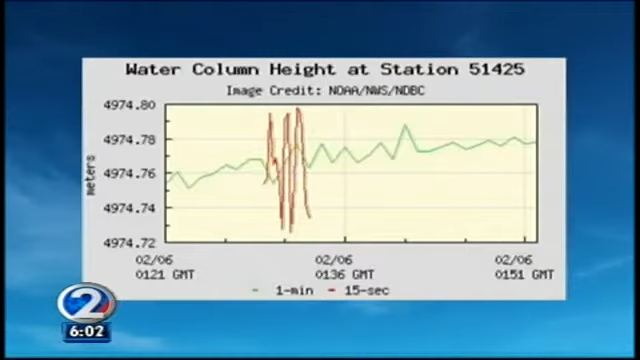 Water Column Height at Station 51425
Image Credit: NOAA/NWS/NDBC
4974.80
4974.78
4974.76
4974.74
4974.72
meters
02/06 02/06 02/06
0121 GMT 0136 GMT 0151 GMT
1-min 15-sec
2
6:02